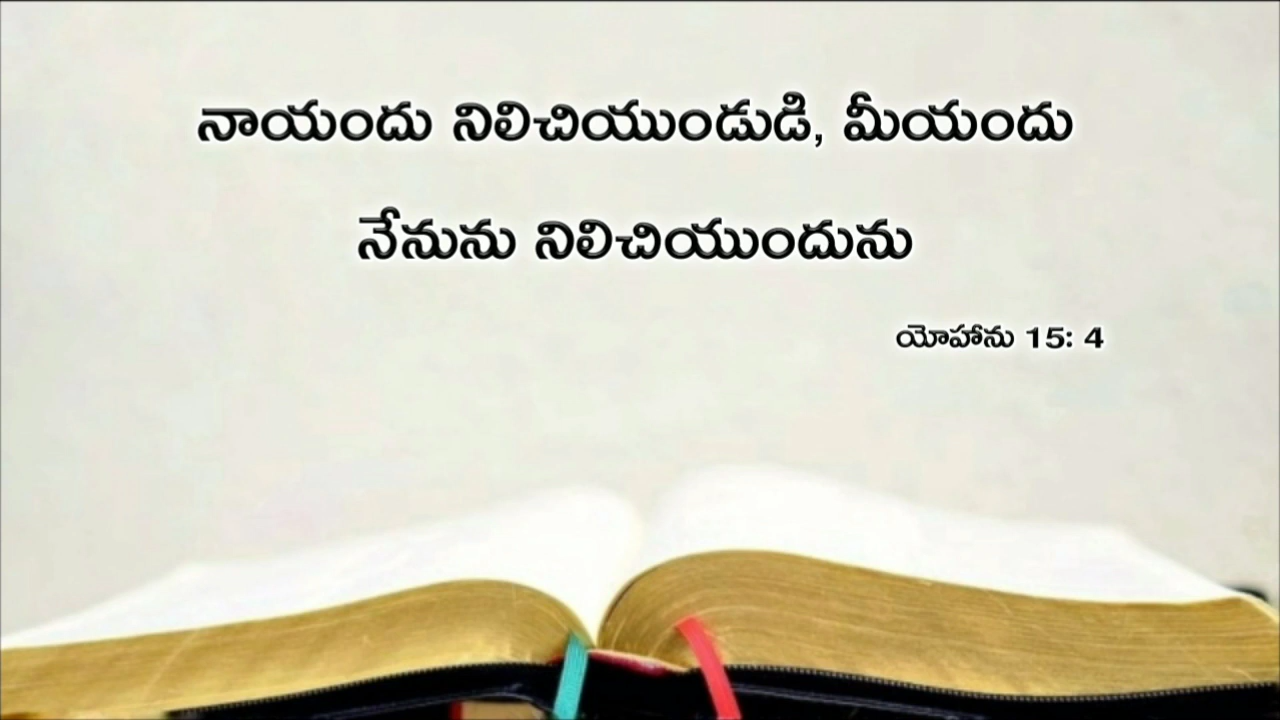 నాయందు నిలిచియుండుడి, మీయందు
నేనును నిలిచియుందును
యోహాను 15: 4